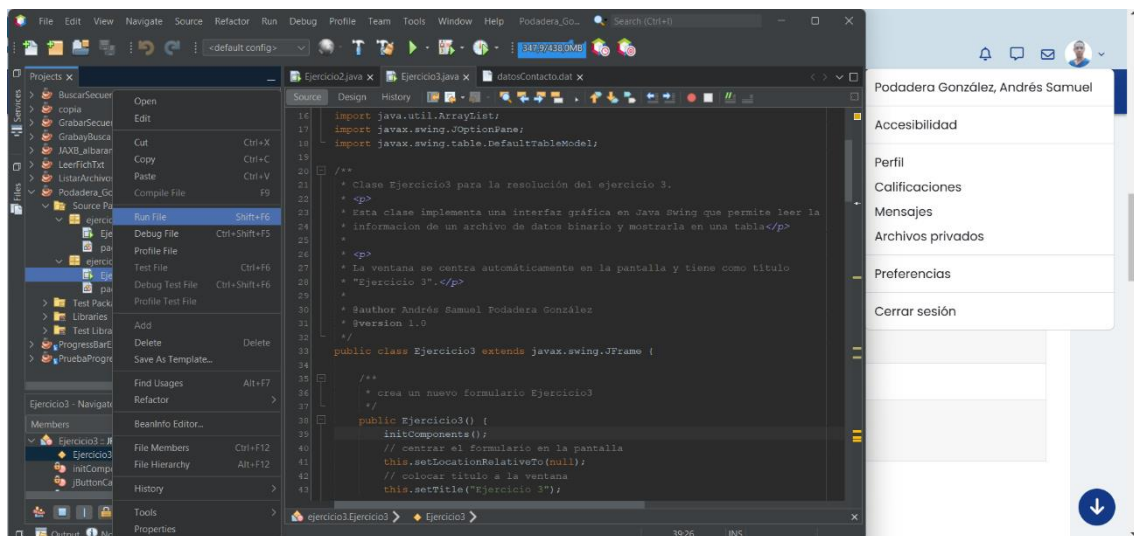 File Edit View Navigate Source Refactor Run Debug Profile Team Tools Window Help Podadera_Go... Search (Ctrl+I)
<default config>
347.9/438.0MB
Projects
Ejercicio2.java
Ejercicio3.java
datosContacto.dat
Services
Files
Source Design History
BuscarSecuer
copia
GrabarSecuer
GrabayBusca
JAXB_albarar
LeerFichTxt
ListarArchivo
Podadera_Gc
Source Pa
ejercic
Eje
pa
ejercic
Eje
pa
Test Packa
Libraries
Test Libra
ProgressBarE
PruebaProgre
Open
Edit
Cut Ctrl+X
Copy Ctrl+C
Paste Ctrl+V
Compile File F9
Run File Shift+F6
Debug File Ctrl+Shift+F5
Profile File
Test File Ctrl+F6
Debug Test File Ctrl+Shift+F6
Profile Test File
Add
Delete Delete
Save As Template...
Find Usages Alt+F7
Refactor
BeanInfo Editor...
File Members Ctrl+F12
File Hierarchy Alt+F12
History
Tools
Properties
Ejercicio3 - Navigato
Members
Ejercicio3 :: JF
Ejercicio3
initCompo
jButtonCa
Output
16 import java.util.ArrayList;
17 import javax.swing.JOptionPane;
18 import javax.swing.table.DefaultTableModel;
19
20 /**
21 * Clase Ejercicio3 para la resolución del ejercicio 3.
22 * <p>
23 * Esta clase implementa una interfaz gráfica en Java Swing que permite leer la
24 * informacion de un archivo de datos binario y mostrarla en una tabla</p>
25 *
26 * <p>
27 * La ventana se centra automáticamente en la pantalla y tiene como título
28 * "Ejercicio 3".</p>
29 *
30 * @author Andrés Samuel Podadera González
31 * @version 1.0
32 */
33 public class Ejercicio3 extends javax.swing.JFrame {
34
35 /**
36 * crea un nuevo formulario Ejercicio3
37 */
38 public Ejercicio3() {
39 initComponents();
40 // centrar el formulario en la pantalla
41 this.setLocationRelativeTo(null);
42 // colocar titulo a la ventana
43 this.setTitle("Ejercicio 3");
ejercicio3.Ejercicio3 Ejercicio3
39:26 INS
Podadera González, Andrés Samuel
Accesibilidad
Perfil
Calificaciones
Mensajes
Archivos privados
Preferencias
Cerrar sesión